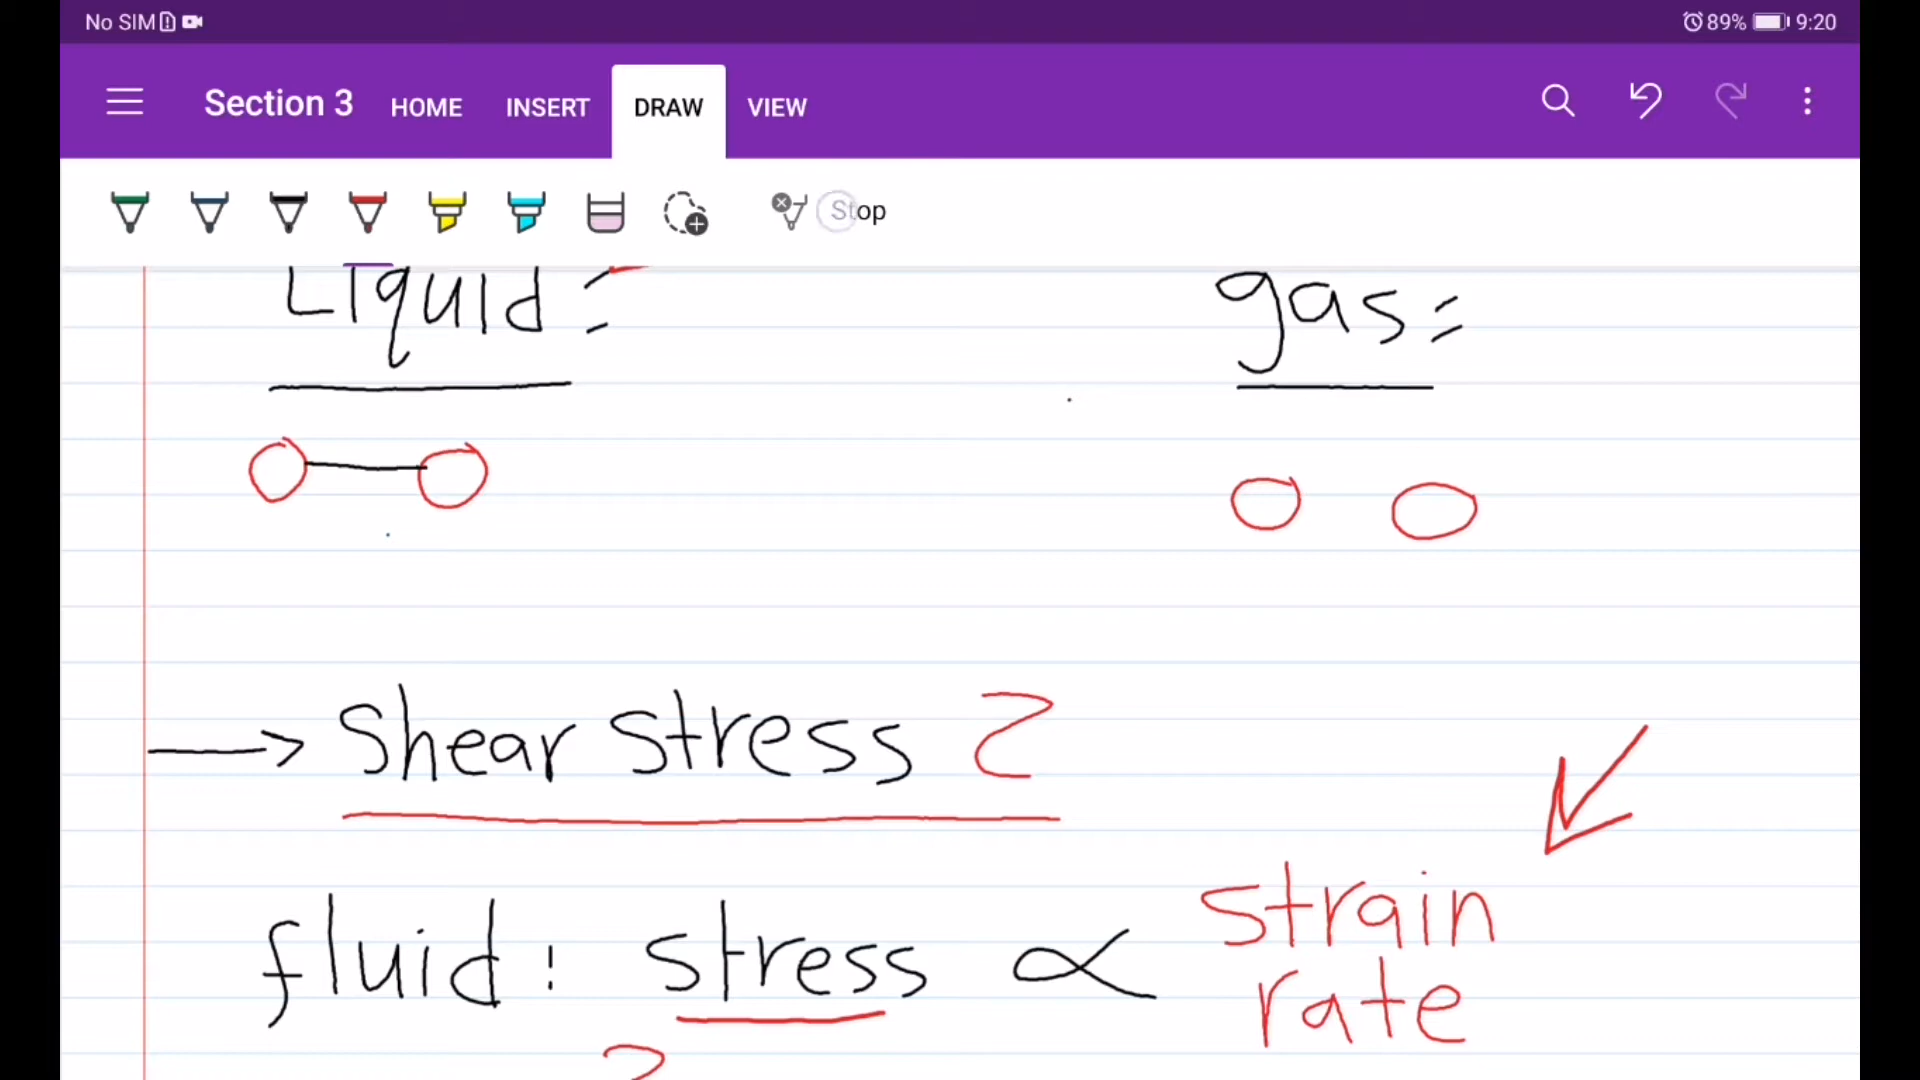 No SIM 89% 9:20
Section 3 HOME INSERT DRAW VIEW
Stop
Liquid: gas:
→ Shear Stress τ
fluid: stress ∝ strain
rate